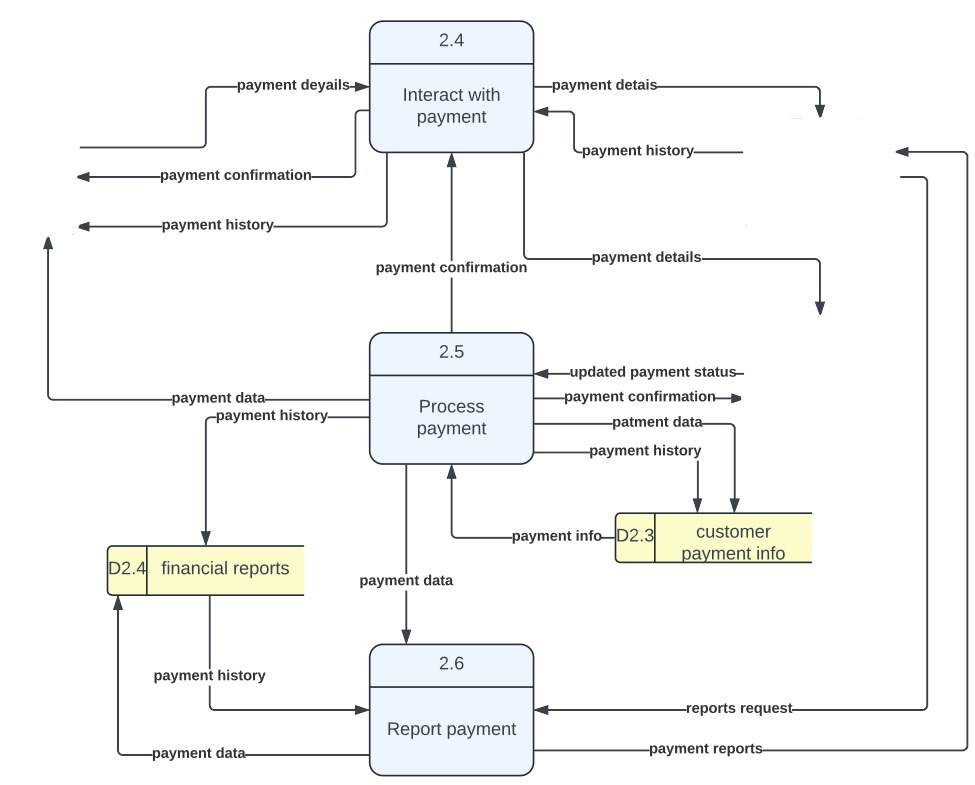 2.4
payment deyails
payment detais
Interact with
payment
payment history
payment confirmation
payment history
payment details
payment confirmation
2.5
updated payment status
payment data
payment confirmation
Process
payment
payment history
patment data
payment history
D2.3
customer
payment info
payment info
D2.4
financial reports
payment data
2.6
payment history
reports request
Report payment
payment data
payment reports